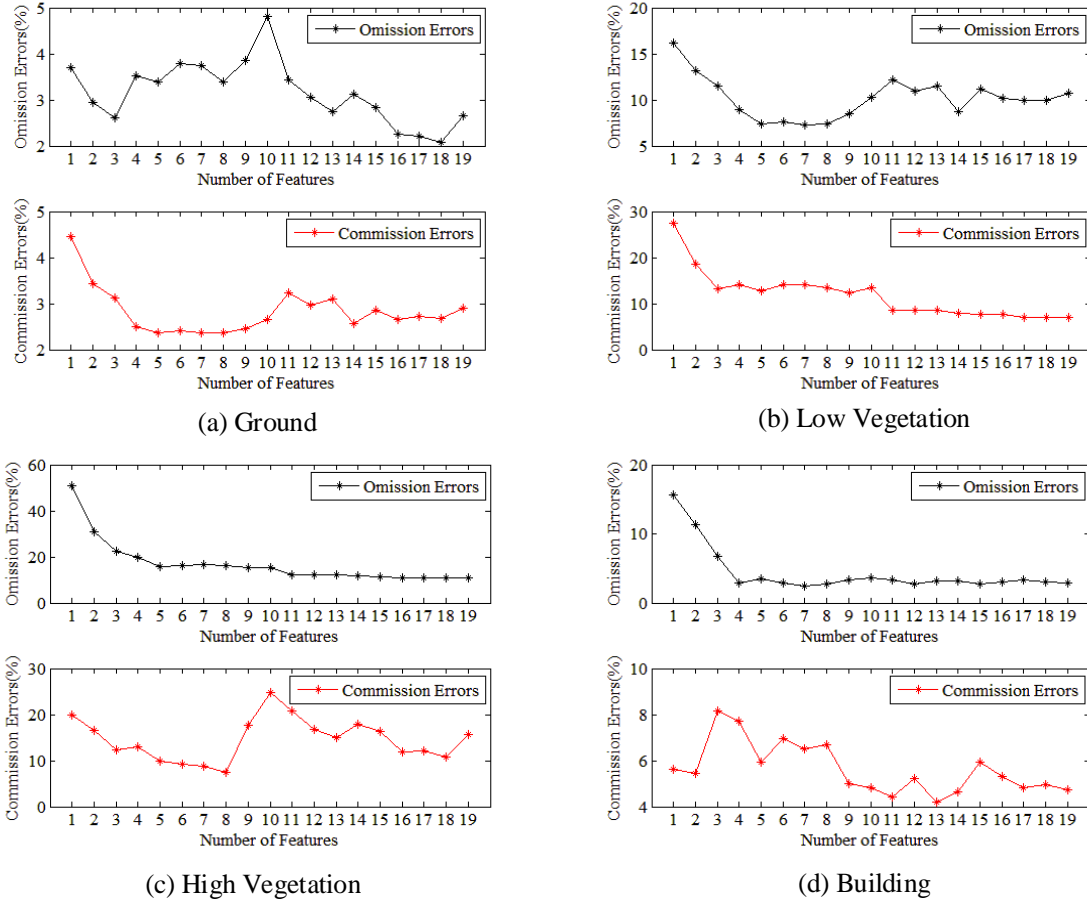 Omission Errors(%)
5
4
3
2
Omission Errors
1 2 3 4 5 6 7 8 9 10 11 12 13 14 15 16 17 18 19
Number of Features
Commission Errors(%)
5
4
3
2
Commission Errors
1 2 3 4 5 6 7 8 9 10 11 12 13 14 15 16 17 18 19
Number of Features
(a) Ground
Omission Errors(%)
20
15
10
5
Omission Errors
1 2 3 4 5 6 7 8 9 10 11 12 13 14 15 16 17 18 19
Number of Features
Commission Errors(%)
30
20
10
0
Commission Errors
1 2 3 4 5 6 7 8 9 10 11 12 13 14 15 16 17 18 19
Number of Features
(b) Low Vegetation
Omission Errors(%)
60
40
20
0
Omission Errors
1 2 3 4 5 6 7 8 9 10 11 12 13 14 15 16 17 18 19
Number of Features
Commission Errors(%)
30
20
10
0
Commission Errors
1 2 3 4 5 6 7 8 9 10 11 12 13 14 15 16 17 18 19
Number of Features
(c) High Vegetation
Omission Errors(%)
20
10
0
Omission Errors
1 2 3 4 5 6 7 8 9 10 11 12 13 14 15 16 17 18 19
Number of Features
Commission Errors(%)
10
8
6
4
Commission Errors
1 2 3 4 5 6 7 8 9 10 11 12 13 14 15 16 17 18 19
Number of Features
(d) Building